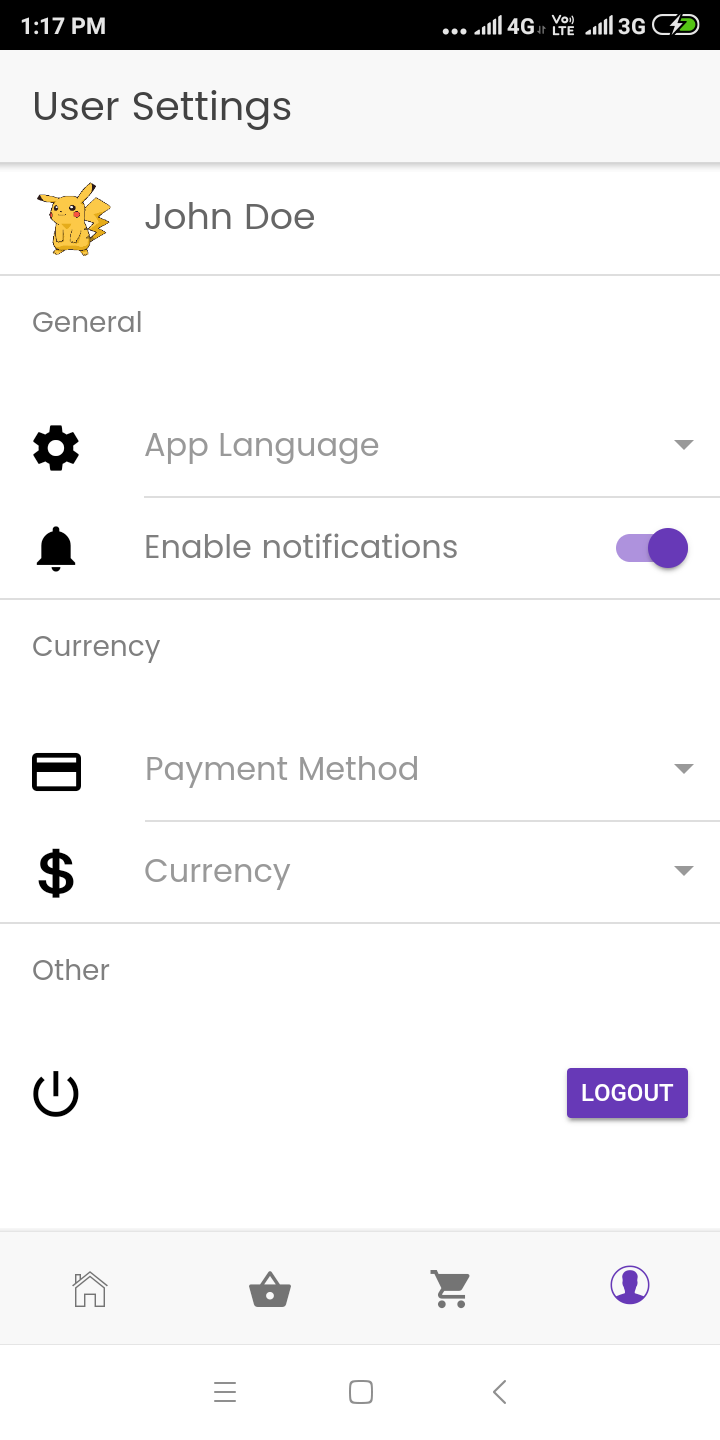 1:17 PM ... 4G Vo) LTE 3G
User Settings
John Doe
General
App Language
Enable notifications
Currency
Payment Method
$ Currency
Other
LOGOUT